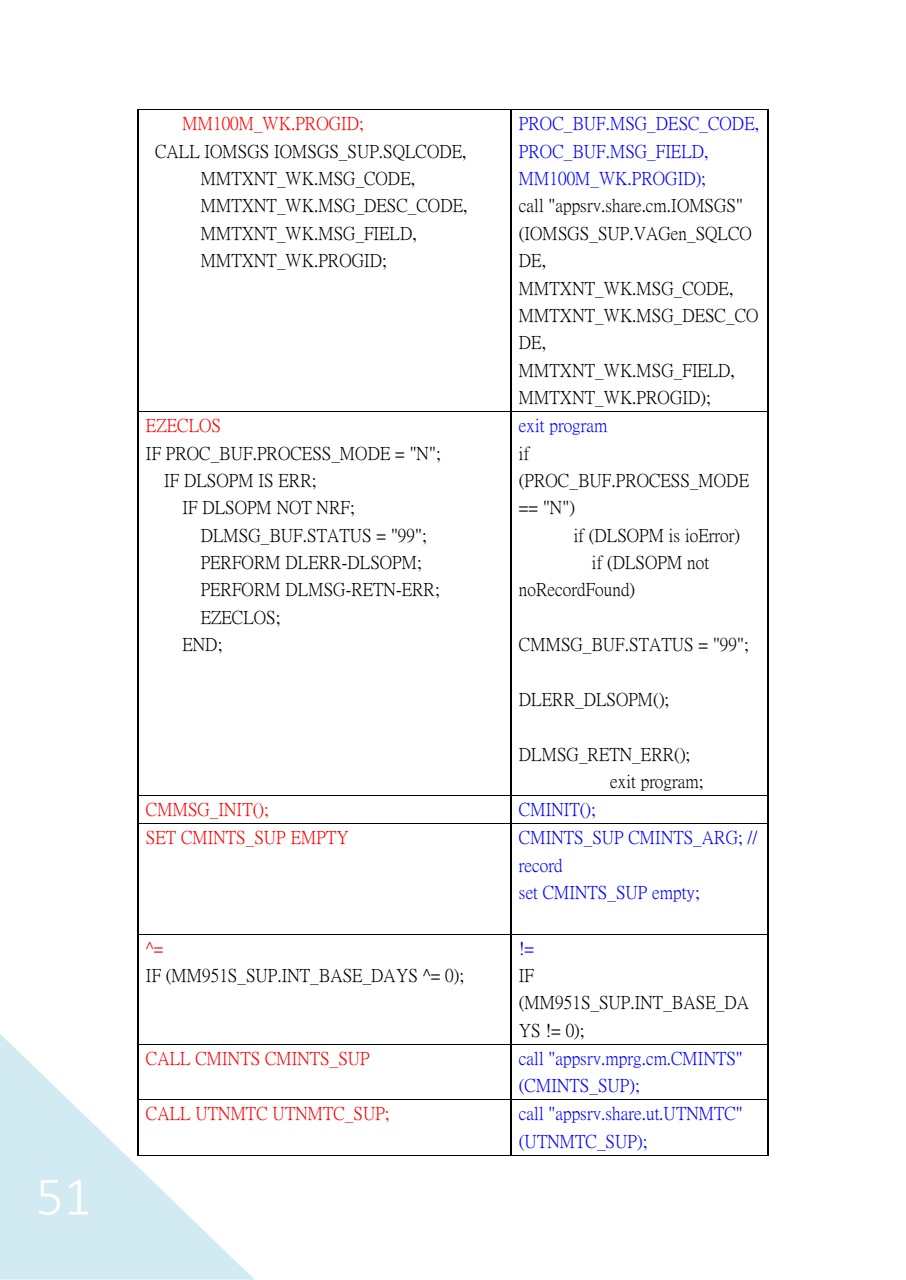 MM100M_WK.PROGID;
CALL IOMSGS IOMSGS_SUP.SQLCODE,
MMTXNT_WK.MSG_CODE,
MMTXNT_WK.MSG_DESC_CODE,
MMTXNT_WK.MSG_FIELD,
MMTXNT_WK.PROGID;
PROC_BUF.MSG_DESC_CODE,
PROC_BUF.MSG_FIELD,
MM100M_WK.PROGID);
call "appsrv.share.cm.IOMSGS"
(IOMSGS_SUP.VAGen_SQLCO
DE,
MMTXNT_WK.MSG_CODE,
MMTXNT_WK.MSG_DESC_CO
DE,
MMTXNT_WK.MSG_FIELD,
MMTXNT_WK.PROGID);
EZECLOS
IF PROC_BUF.PROCESS_MODE = "N";
IF DLSOPM IS ERR;
IF DLSOPM NOT NRF;
DLMSG_BUF.STATUS = "99";
PERFORM DLERR-DLSOPM;
PERFORM DLMSG-RETN-ERR;
EZECLOS;
END;
exit program
if
(PROC_BUF.PROCESS_MODE
== "N")
if (DLSOPM is ioError)
if (DLSOPM not
noRecordFound)
CMMSG_BUF.STATUS = "99";
DLERR_DLSOPM();
DLMSG_RETN_ERR();
exit program;
CMMSG_INIT();
CMINIT();
SET CMINTS_SUP EMPTY
CMINTS_SUP CMINTS_ARG; //
record
set CMINTS_SUP empty;
^=
IF (MM951S_SUP.INT_BASE_DAYS ^= 0);
!=
IF
(MM951S_SUP.INT_BASE_DA
YS != 0);
CALL CMINTS CMINTS_SUP
call "appsrv.mprg.cm.CMINTS"
(CMINTS_SUP);
CALL UTNMTC UTNMTC_SUP;
call "appsrv.share.ut.UTNMTC"
(UTNMTC_SUP);
51